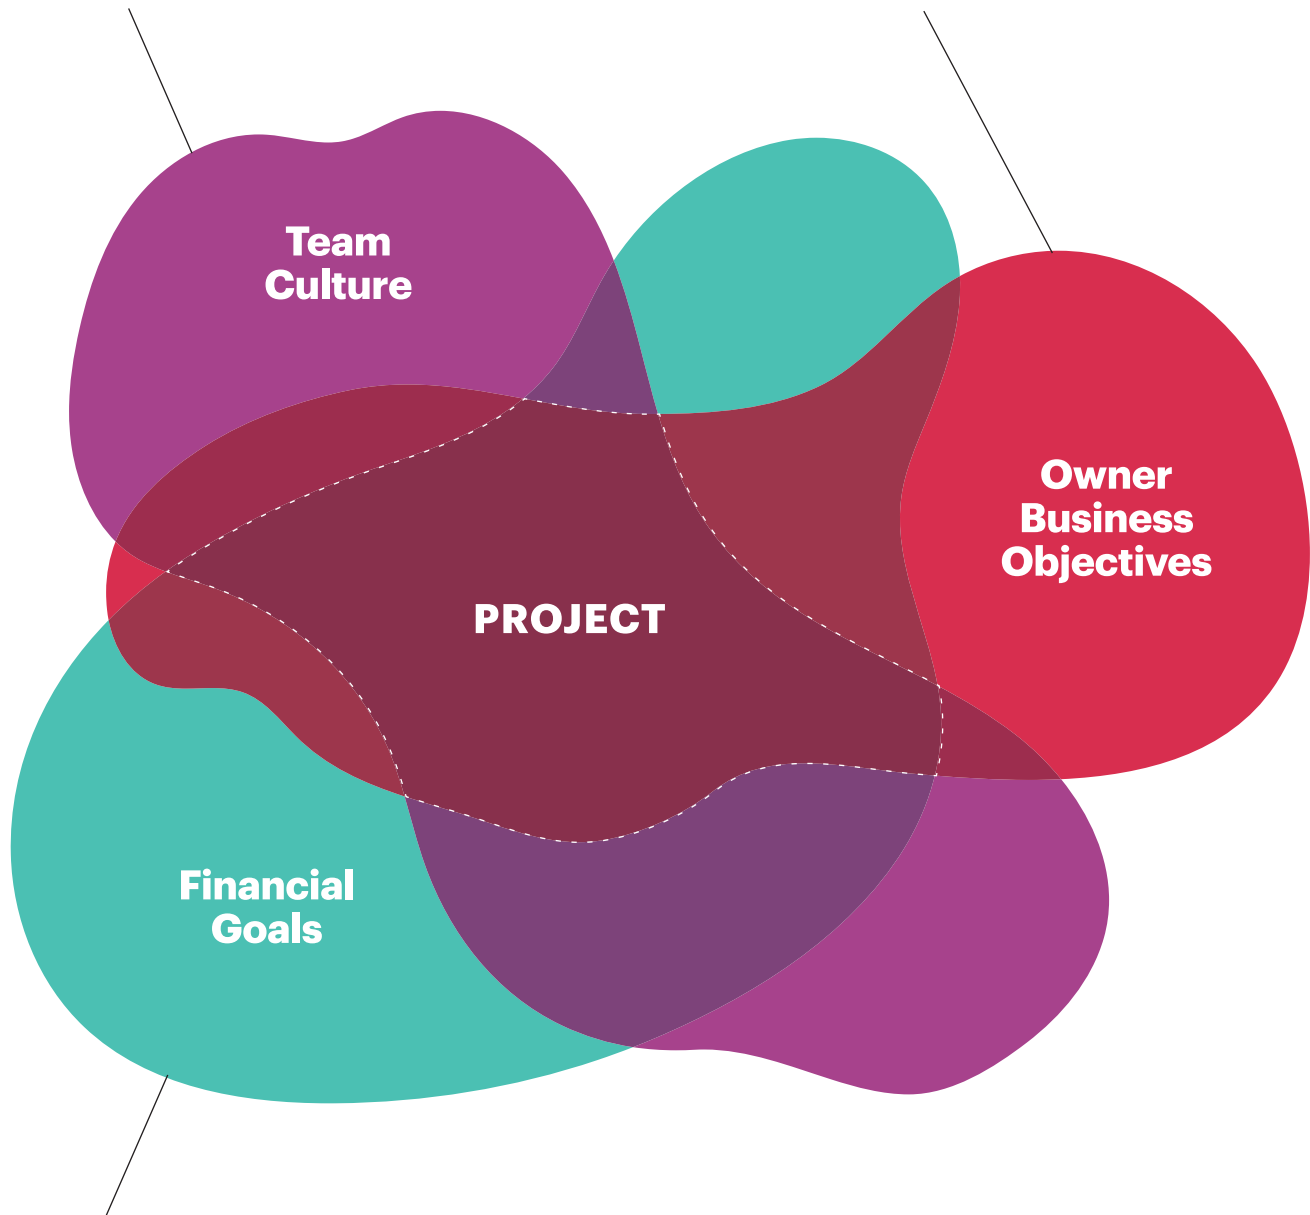 Team
Culture
Owner
Business
Objectives
PROJECT
Financial
Goals